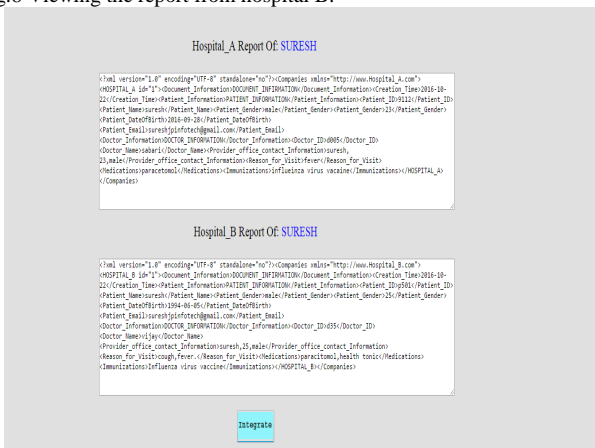 Viewing the report from hospital B.
Hospital_A Report Of: SURESH
<?xml version="1.0" encoding="UTF-8" standalone="no"?><Companies xmlns="http://www.Hospital_A.com">
<HOSPITAL_A id="1"><Document_Information>DOCUMENT_INFIRMATION</Document_Information><Creation_Time>2016-10-
22</Creation_Time><Patient_Information>PATIENT_INFORMATION</Patient_Information><Patient_ID>9112</Patient_ID>
<Patient_Name>suresh</Patient_Name><Patient_Gender>male</Patient_Gender><Patient_Gender>23</Patient_Gender>
<Patient_DateOfBirth>2016-09-28</Patient_DateOfBirth>
<Patient_Email>sureshjpinfotech@gmail.com</Patient_Email>
<Doctor_Information>DOCTOR_INFORMATION</Doctor_Information><Doctor_ID>d005</Doctor_ID>
<Doctor_Name>sabari</Doctor_Name><Provider_office_contact_Information>suresh,
23,male</Provider_office_contact_Information><Reason_for_Visit>fever</Reason_for_Visit>
<Medications>paracetomol</Medications><Immunizations>influeinza virus vacaine</Immunizations></HOSPITAL_A>
</Companies>
Hospital_B Report Of: SURESH
<?xml version="1.0" encoding="UTF-8" standalone="no"?><Companies xmlns="http://www.Hospital_B.com">
<HOSPITAL_B id="1"><Document_Information>DOCUMENT_INFIRMATION</Document_Information><Creation_Time>2016-10-
22</Creation_Time><Patient_Information>PATIENT_INFORMATION</Patient_Information><Patient_ID>p501</Patient_ID>
<Patient_Name>suresh</Patient_Name><Patient_Gender>male</Patient_Gender><Patient_Gender>25</Patient_Gender>
<Patient_DateOfBirth>1994-06-05</Patient_DateOfBirth>
<Patient_Email>sureshjpinfotech@gmail.com</Patient_Email>
<Doctor_Information>DOCTOR_INFORMATION</Doctor_Information><Doctor_ID>d35</Doctor_ID>
<Doctor_Name>vijay</Doctor_Name>
<Provider_office_contact_Information>suresh,25,male</Provider_office_contact_Information>
<Reason_for_Visit>cough,fever.</Reason_for_Visit><Medications>paracitomol,health tonic</Medications>
<Immunizations>Influenza virus vaccine</Immunizations></HOSPITAL_B></Companies>
Integrate